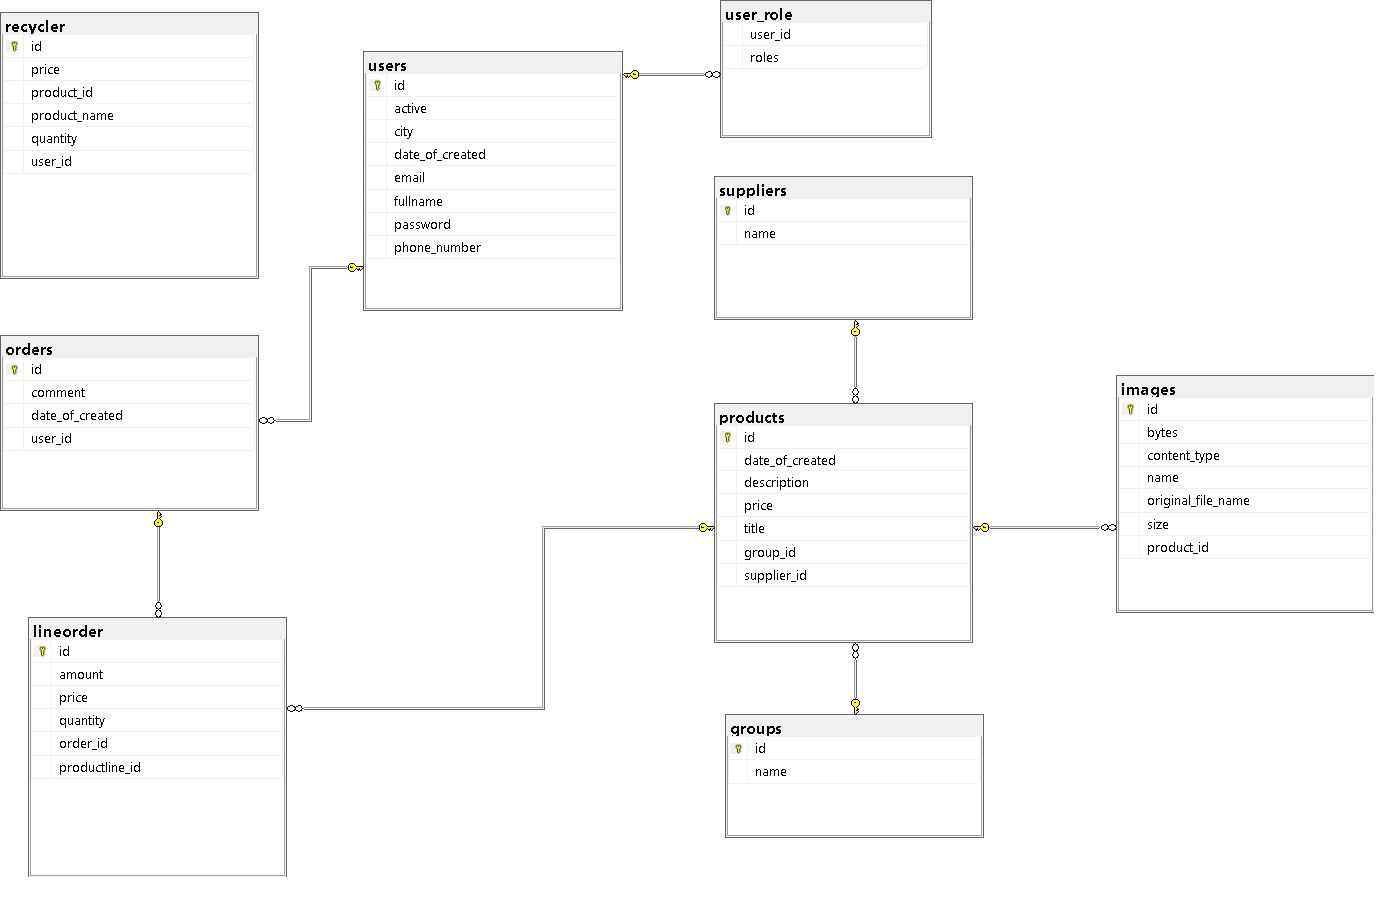 recycler
id
price
product_id
product_name
quantity
user_id
users
id
active
city
date_of_created
email
fullname
password
phone_number
user_role
user_id
roles
suppliers
id
name
orders
id
comment
date_of_created
user_id
products
id
date_of_created
description
price
title
group_id
supplier_id
images
id
bytes
content_type
name
original_file_name
size
product_id
lineorder
id
amount
price
quantity
order_id
productline_id
groups
id
name